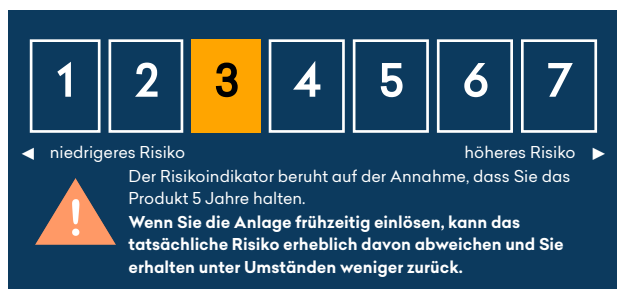 1 2 3 4 5 6 7
◄ niedrigeres Risiko höheres Risiko ►
Der Risikoindikator beruht auf der Annahme, dass Sie das
Produkt 5 Jahre halten.
Wenn Sie die Anlage frühzeitig einlösen, kann das
tatsächliche Risiko erheblich davon abweichen und Sie
erhalten unter Umständen weniger zurück.
!